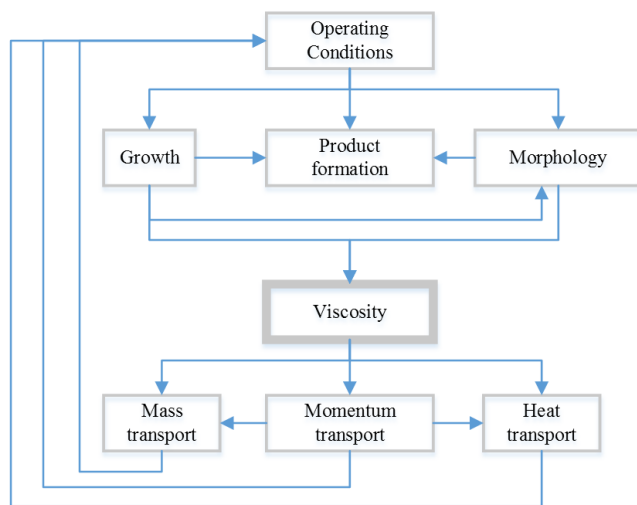 Operating
Conditions
Growth
Product
formation
Morphology
Viscosity
Mass
transport
Momentum
transport
Heat
transport